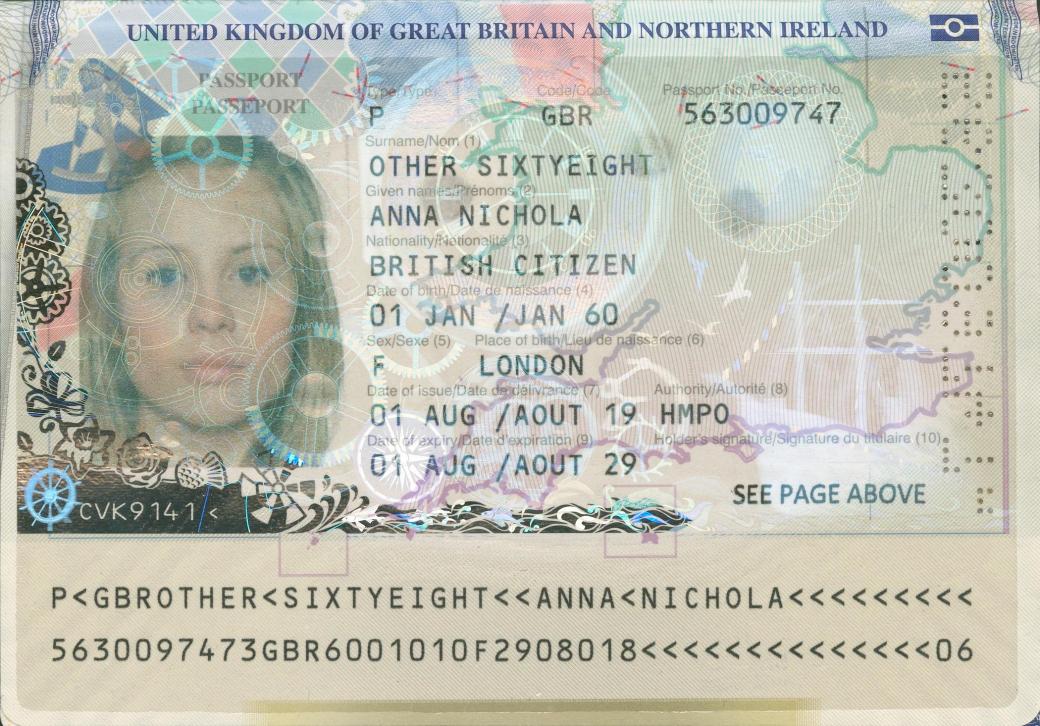 UNITED KINGDOM OF GREAT BRITAIN AND NORTHERN IRELAND
PASSPORT
PASSEPORT
Type/Type Code/Code Passport No./Passeport No.
P GBR 563009747
Surname/Nom (1)
OTHER SIXTYEIGHT
Given names/Prénoms (2)
ANNA NICHOLA
Nationality/Nationalité (3)
BRITISH CITIZEN
Date of birth/Date de naissance (4)
01 JAN /JAN 60
Sex/Sexe (5) Place of birth/Lieu de naissance (6)
F LONDON
Date of issue/Date de délivrance (7) Authority/Autorité (8)
01 AUG /AOUT 19 HMPO
Date of expiry/Date d'expiration (9) Holder's signature/Signature du titulaire (10)
01 AUG /AOUT 29
SEE PAGE ABOVE
CVK9141<
P<GBROTHER<SIXTYEIGHT<<ANNA<NICHOLA<<<<<<<<<
5630097473GBR6001010F2908018<<<<<<<<<<<<<<06